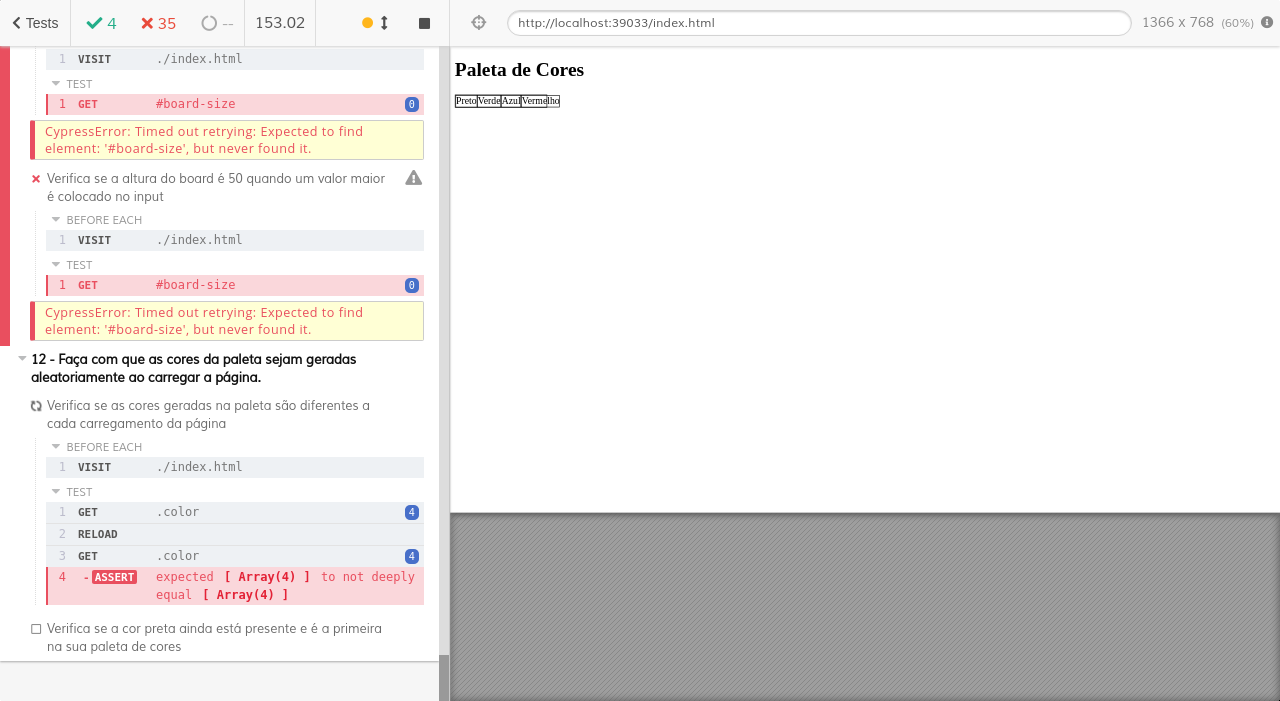 Tests
4
35
--
153.02
http://localhost:39033/index.html
1366 x 768 (60%)
1 VISIT ./index.html
TEST
1 GET #board-size 0
CypressError: Timed out retrying: Expected to find
element: '#board-size', but never found it.
Verifica se a altura do board é 50 quando um valor maior
é colocado no input
BEFORE EACH
1 VISIT ./index.html
TEST
1 GET #board-size 0
CypressError: Timed out retrying: Expected to find
element: '#board-size', but never found it.
12 - Faça com que as cores da paleta sejam geradas
aleatoriamente ao carregar a página.
Verifica se as cores geradas na paleta são diferentes a
cada carregamento da página
BEFORE EACH
1 VISIT ./index.html
TEST
1 GET .color 4
2 RELOAD
3 GET .color 4
4 -ASSERT expected [ Array(4) ] to not deeply
equal [ Array(4) ]
Verifica se a cor preta ainda está presente e é a primeira
na sua paleta de cores
Paleta de Cores
Preto Verde Azul Vermelho